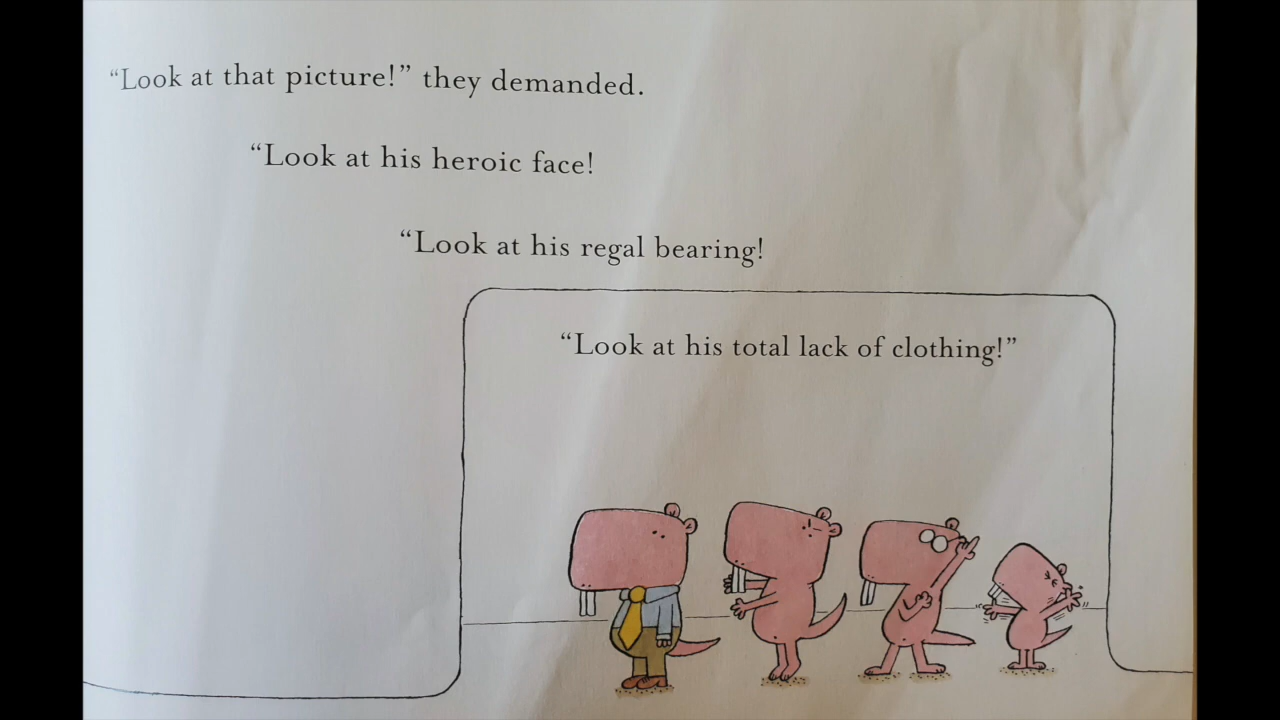 “Look at that picture!” they demanded.
“Look at his heroic face!
“Look at his regal bearing!
“Look at his total lack of clothing!”